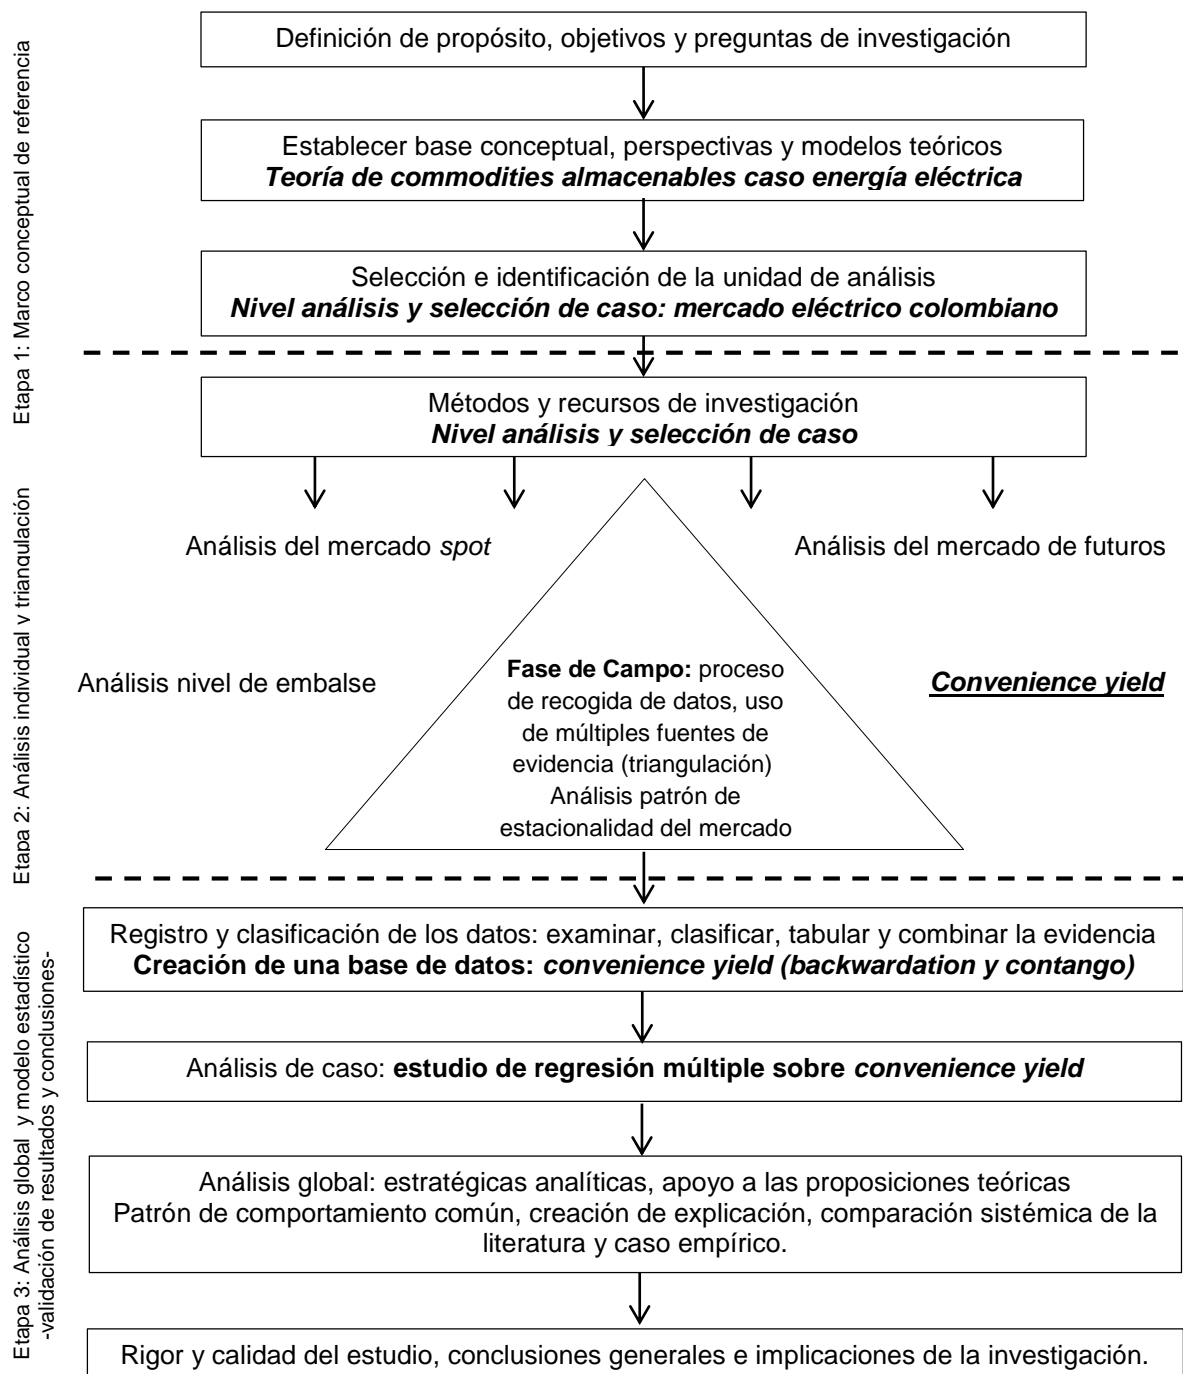 Etapa 1: Marco conceptual de referencia
Definición de propósito, objetivos y preguntas de investigación
Establecer base conceptual, perspectivas y modelos teóricos
Teoría de commodities almacenables caso energía eléctrica
Selección e identificación de la unidad de análisis
Nivel análisis y selección de caso: mercado eléctrico colombiano
Etapa 2: Análisis individual y triangulación
Métodos y recursos de investigación
Nivel análisis y selección de caso
Análisis del mercado spot
Análisis del mercado de futuros
Análisis nivel de embalse
Convenience yield
Fase de Campo: proceso
de recogida de datos, uso
de múltiples fuentes de
evidencia (triangulación)
Análisis patrón de
estacionalidad del mercado
Etapa 3: Análisis global y modelo estadístico
-validación de resultados y conclusiones-
Registro y clasificación de los datos: examinar, clasificar, tabular y combinar la evidencia
Creación de una base de datos: convenience yield (backwardation y contango)
Análisis de caso: estudio de regresión múltiple sobre convenience yield
Análisis global: estratégicas analíticas, apoyo a las proposiciones teóricas
Patrón de comportamiento común, creación de explicación, comparación sistémica de la
literatura y caso empírico.
Rigor y calidad del estudio, conclusiones generales e implicaciones de la investigación.